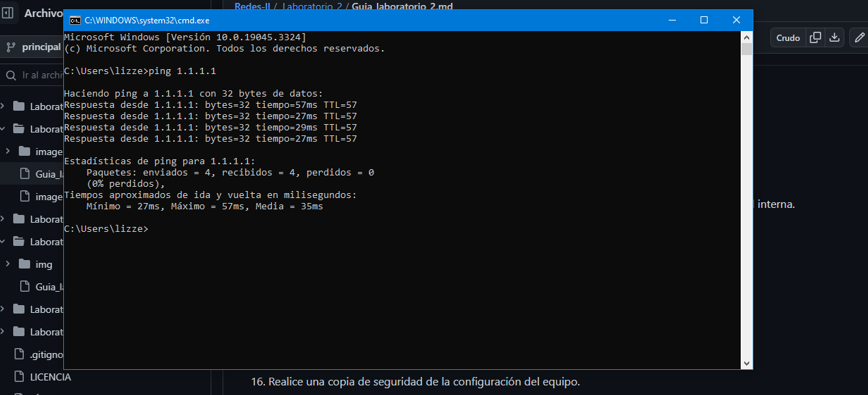 Archivo
Redes-II / Laboratorio_2 / Guia_laboratorio_2.md
C:\WINDOWS\system32\cmd.exe
principal
Crudo
Ir al archi
Microsoft Windows [Versión 10.0.19045.3324]
(c) Microsoft Corporation. Todos los derechos reservados.
C:\Users\lizze>ping 1.1.1.1
Haciendo ping a 1.1.1.1 con 32 bytes de datos:
Respuesta desde 1.1.1.1: bytes=32 tiempo=57ms TTL=57
Respuesta desde 1.1.1.1: bytes=32 tiempo=27ms TTL=57
Respuesta desde 1.1.1.1: bytes=32 tiempo=29ms TTL=57
Respuesta desde 1.1.1.1: bytes=32 tiempo=27ms TTL=57
Estadísticas de ping para 1.1.1.1:
Paquetes: enviados = 4, recibidos = 4, perdidos = 0
(0% perdidos),
Tiempos aproximados de ida y vuelta en milisegundos:
Mínimo = 27ms, Máximo = 57ms, Media = 35ms
C:\Users\lizze>
Laborat
Laborat
image
Guia_la
image
Laborat
Laborat
img
Guia_la
Laborat
Laborat
.gitigno
LICENCIA
interna.
16. Realice una copia de seguridad de la configuración del equipo.